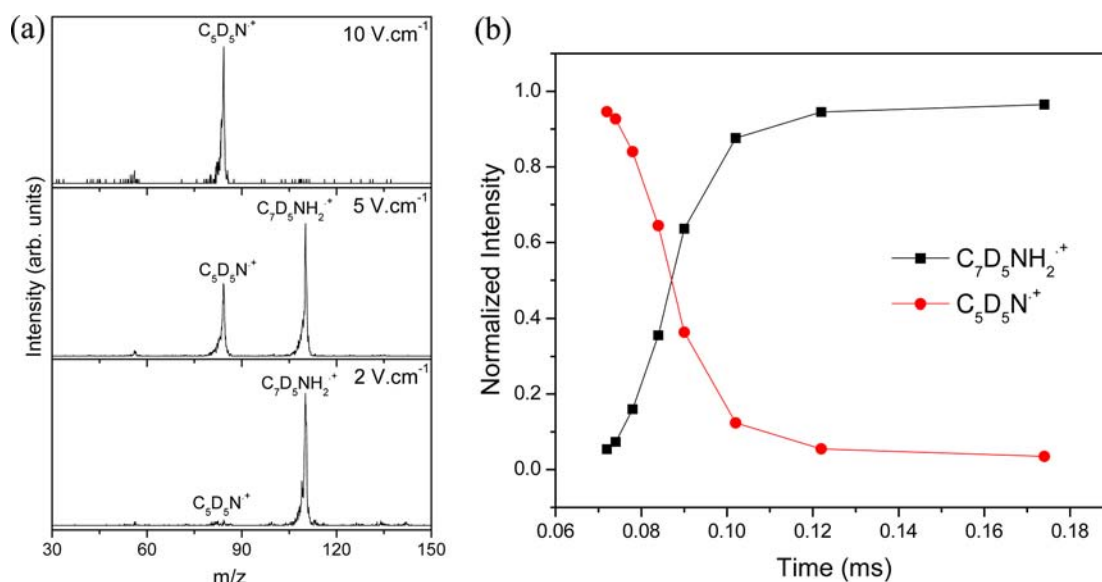 (a)
C₅D₅N·⁺
10 V.cm⁻¹
C₇D₅NH₂·⁺
5 V.cm⁻¹
C₅D₅N·⁺
C₇D₅NH₂·⁺
2 V.cm⁻¹
C₅D₅N·⁺
Intensity (arb. units)
30 60 90 120 150
m/z
(b)
1.0
0.8
0.6
0.4
0.2
0.0
Normalized Intensity
C₇D₅NH₂·⁺
C₅D₅N·⁺
0.06 0.08 0.10 0.12 0.14 0.16 0.18
Time (ms)